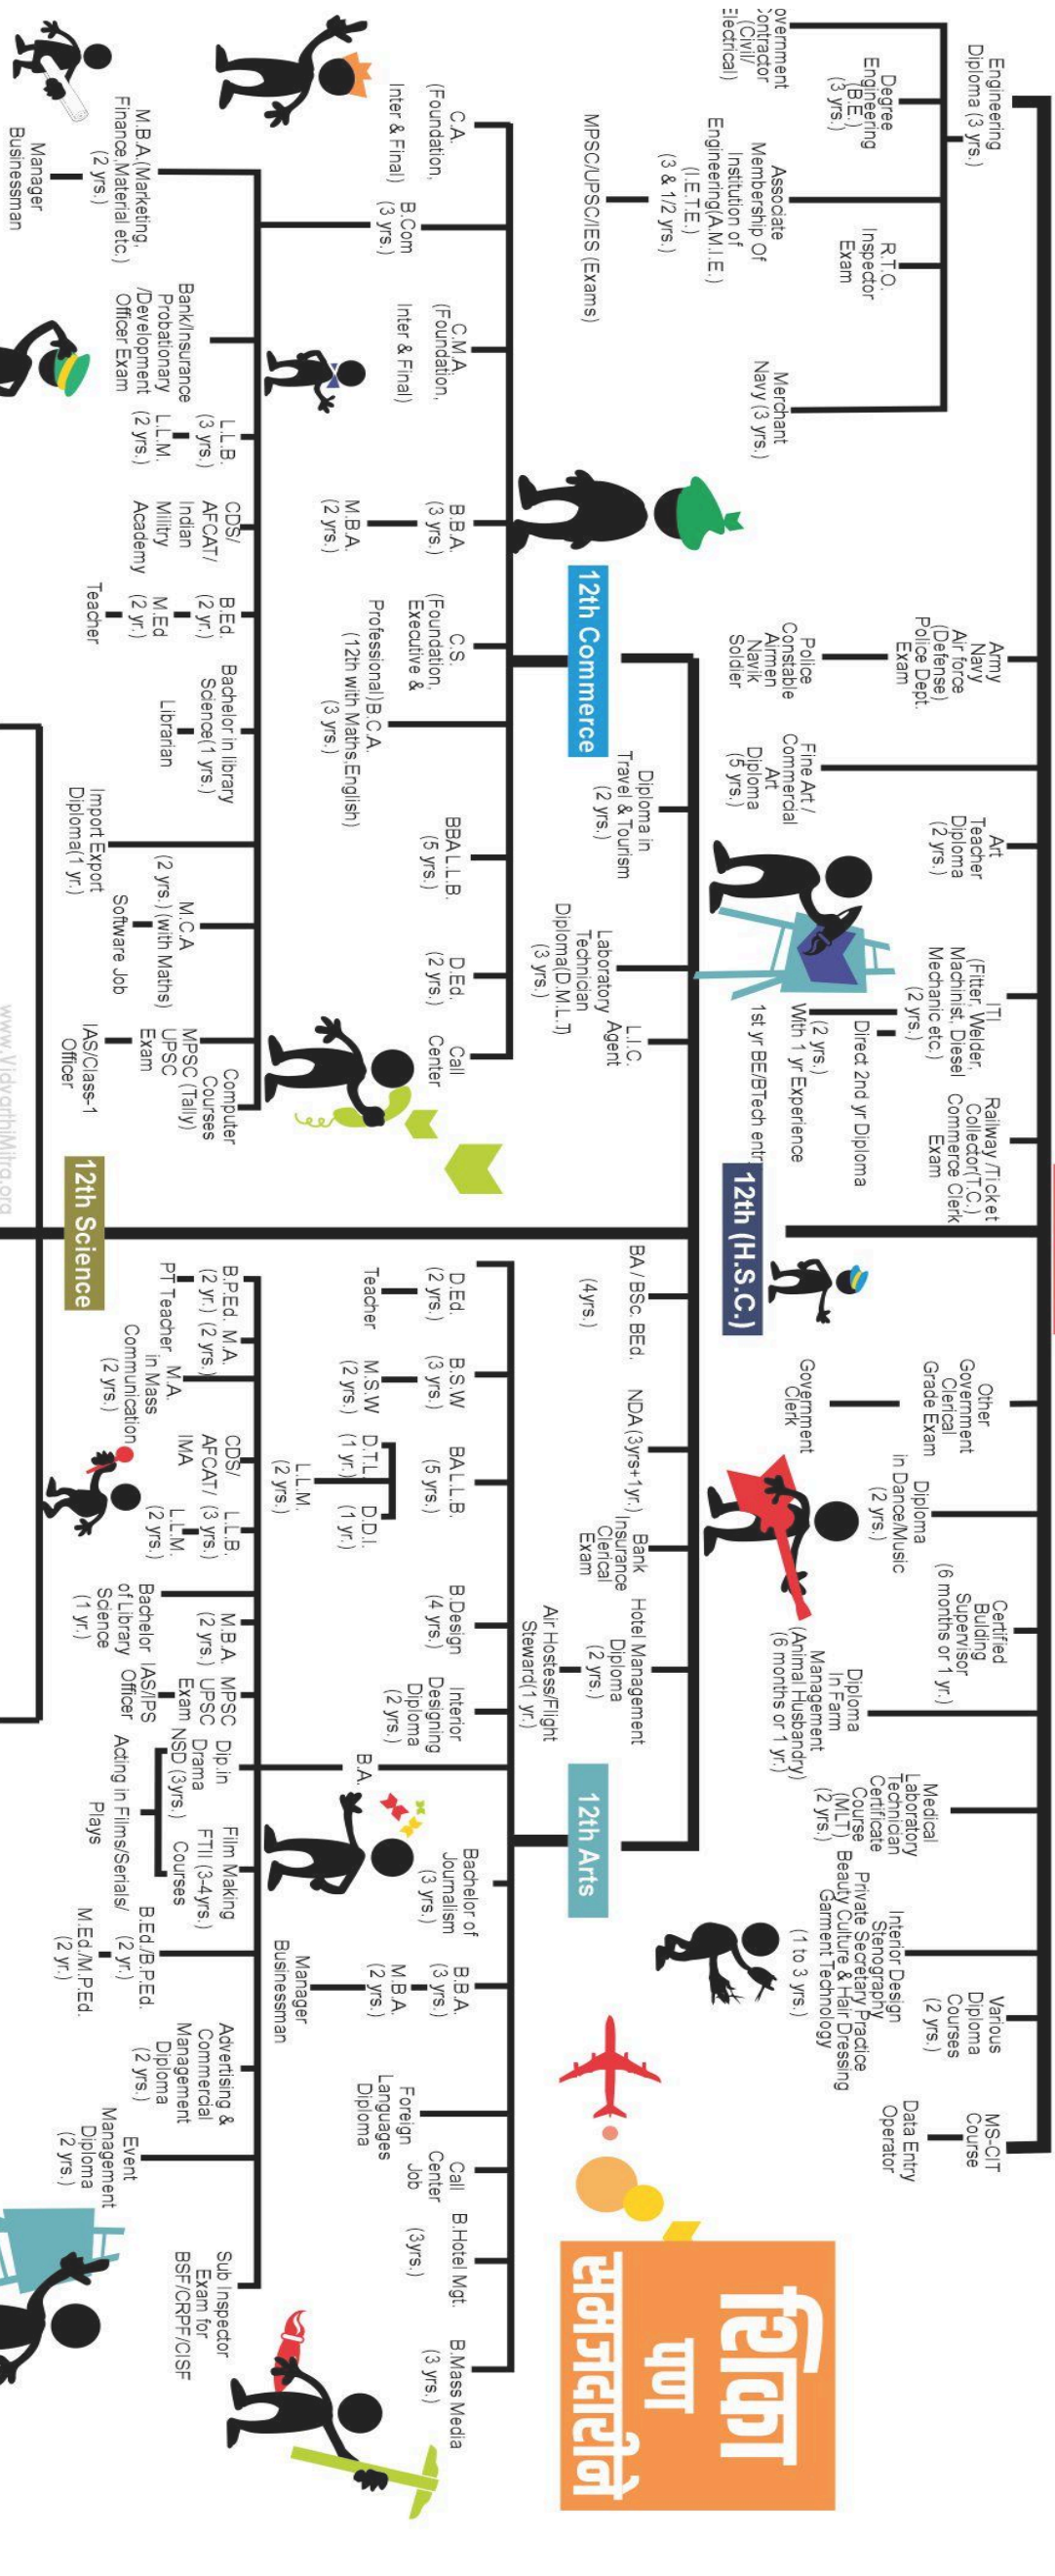 Engineering
Diploma (3 yrs.)
overnment
ontractor
(Civil/
Electrical)
Degree
Engineering
(B.E.)
(3 yrs.)
Associate
Membership Of
Institution of
Engineering(A.M.I.E.)
(I.E.T.E.)
(3 & 1/2 yrs.)
MPSC/UPSC/IES (Exams)
R.T.O.
Inspector
Exam
Merchant
Navy (3 yrs.)
Army
Navy
Air force
(Defense)
Police Dept.
Exam
Police
Constable
Airmen
Navik
Soldier
Fine Art /
Commercial
Art
Diploma
(5 yrs.)
Art
Teacher
Diploma
(2 yrs.)
ITI
(Fitter, Welder,
Machinist, Diesel
Mechanic etc.)
(2 yrs.)
Direct 2nd yr Diploma
(2 yrs.)
With 1 yr Experience
1st yr BE/BTech entr
Railway /Ticket
Collector(T.C.)
Commerce Clerk
Exam
12th (H.S.C.)
Other
Government
Clerical
Grade Exam
Government
Clerk
Diploma
in Dance/Music
(2 yrs.)
Certified
Bulding
Supervisor
(6 months or 1 yr.)
Diploma
In Farm
Management
(Animal Husbandry)
(6 months or 1 yr.)
Medical
Laboratory
Technician
Certificate
Course
(MLT)
(2 yrs.)
Interior Design
Stenography
Private Secretary Practice
Beauty Culture & Hair Dressing
Garment Technology
(1 to 3 yrs.)
Various
Diploma
Courses
(2 yrs.)
MS-CIT
Course
Data Entry
Operator
शिका
पण
समजदारीने
12th Commerce
Diploma in
Travel & Tourism
(2 yrs.)
Laboratory
Technician
Diploma(D.M.L.T)
(3 yrs.)
L.I.C.
Agent
BA / BSc. BEd.
(4yrs.)
NDA (3yrs+1yr.)
Bank
Insurance
Clerical
Exam
Hotel Management
Diploma
(2 yrs.)
Air Hostess/Flight
Steward(1 yr.)
12th Arts
C.A.
(Foundation,
Inter & Final)
B.Com
(3 yrs.)
C.M.A.
(Foundation,
Inter & Final)
B.B.A.
(3 yrs.)
M.B.A.
(2 yrs.)
C.S.
(Foundation,
Executive &
Professional)
B.C.A.
(12th with Maths,English)
(3 yrs.)
BBA L.L.B.
(5 yrs.)
D.Ed.
(2 yrs.)
Call
Center
D.Ed.
(2 yrs.)
Teacher
B.S.W
(3 yrs.)
M.S.W
(2 yrs.)
BA L.L.B.
(5 yrs.)
D.T.L.
(1 yr.)
D.D.I.
(1 yr.)
L.L.M.
(2 yrs.)
B.Design
(4 yrs.)
Interior
Designing
Diploma
(2 yrs.)
B.A.
Bachelor of
Journalism
(3 yrs.)
B.B.A.
(3 yrs.)
M.B.A.
(2 yrs.)
Manager
Businessman
Foreign
Languages
Diploma
Call
Center
Job
B.Hotel Mgt.
(3yrs.)
B.Mass Media
(3 yrs.)
M.B.A.(Marketing,
Finance,Material etc.)
(2 yrs.)
Manager
Businessman
Bank/Insurance
Probationary
/Development
Officer Exam
L.L.B.
(3 yrs.)
L.L.M.
(2 yrs.)
CDS/
AFCAT/
Indian
Militry
Academy
B.Ed.
(2 yr.)
M.Ed
(2 yr.)
Teacher
Bachelor in library
Science(1 yrs.)
Librarian
Import Export
Diploma(1 yr.)
M.C.A
(2 yrs.) (with Maths)
Software Job
MPSC
UPSC
Exam
IAS/Class-1
Officer
Computer
Courses
(Tally)
12th Science
B.P.Ed.
(2 yr.)
PT Teacher
M.A.
(2 yrs.)
M.A.
in Mass
Communication
(2 yrs.)
CDS/
AFCAT/
IMA
L.L.B.
(3 yrs.)
L.L.M.
(2 yrs.)
Bachelor
of Library
Science
(1 yr.)
M.B.A.
(2 yrs.)
MPSC
UPSC
Exam
IAS/IPS
Officer
Dip.in
Drama
NSD (3yrs.)
Film Making
FTII (3-4yrs.)
Courses
Acting in Films/Serials/
Plays
B.Ed./B.P.Ed.
(2 yr.)
M.Ed./M.P.Ed.
(2 yr.)
Advertising &
Commercial
Management
Diploma
(2 yrs.)
Event
Management
Diploma
(2 yrs.)
Sub Inspector
Exam for
BSF/CRPF/CISF
www.VidyarthiMitra.org